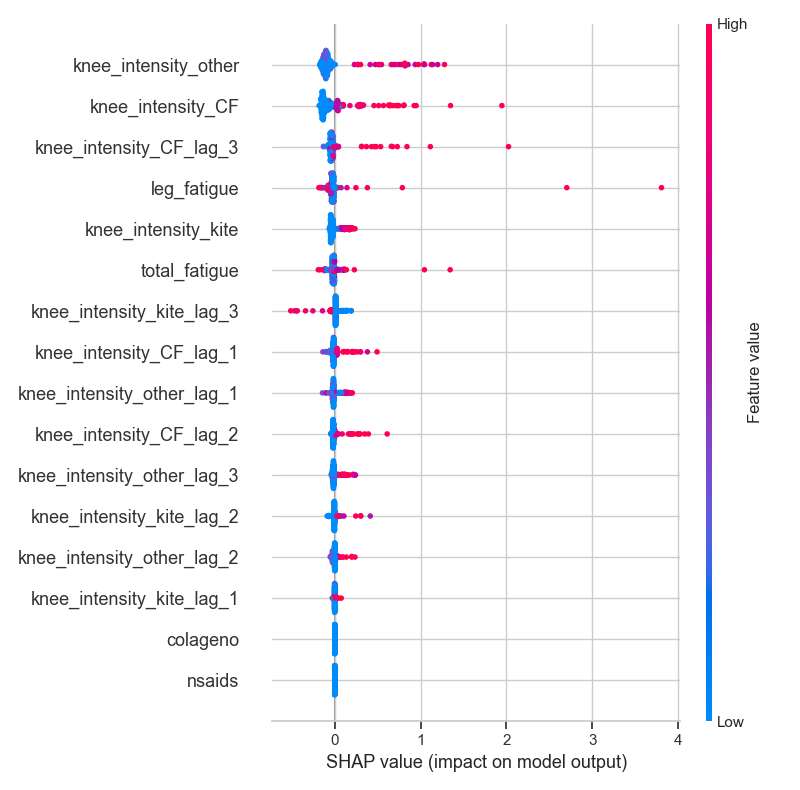 High
knee_intensity_other
knee_intensity_CF
knee_intensity_CF_lag_3
leg_fatigue
knee_intensity_kite
total_fatigue
knee_intensity_kite_lag_3
knee_intensity_CF_lag_1
knee_intensity_other_lag_1
knee_intensity_CF_lag_2
knee_intensity_other_lag_3
knee_intensity_kite_lag_2
knee_intensity_other_lag_2
knee_intensity_kite_lag_1
colageno
nsaids
Feature value
Low
0 1 2 3 4
SHAP value (impact on model output)